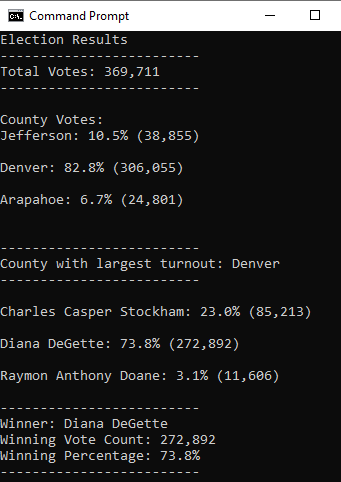 Command Prompt
Election Results
-------------------------
Total Votes: 369,711
-------------------------
County Votes:
Jefferson: 10.5% (38,855)
Denver: 82.8% (306,055)
Arapahoe: 6.7% (24,801)
-------------------------
County with largest turnout: Denver
-------------------------
Charles Casper Stockham: 23.0% (85,213)
Diana DeGette: 73.8% (272,892)
Raymon Anthony Doane: 3.1% (11,606)
-------------------------
Winner: Diana DeGette
Winning Vote Count: 272,892
Winning Percentage: 73.8%
-------------------------